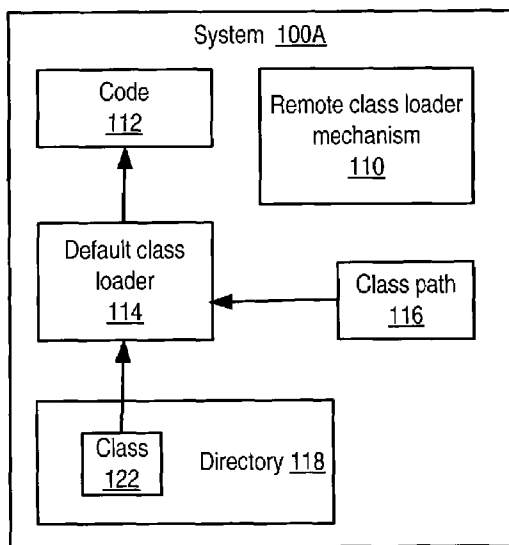 System 100A
Code
112
Remote class loader
mechanism
110
Default class
loader
114
Class path
116
Class
122
Directory 118